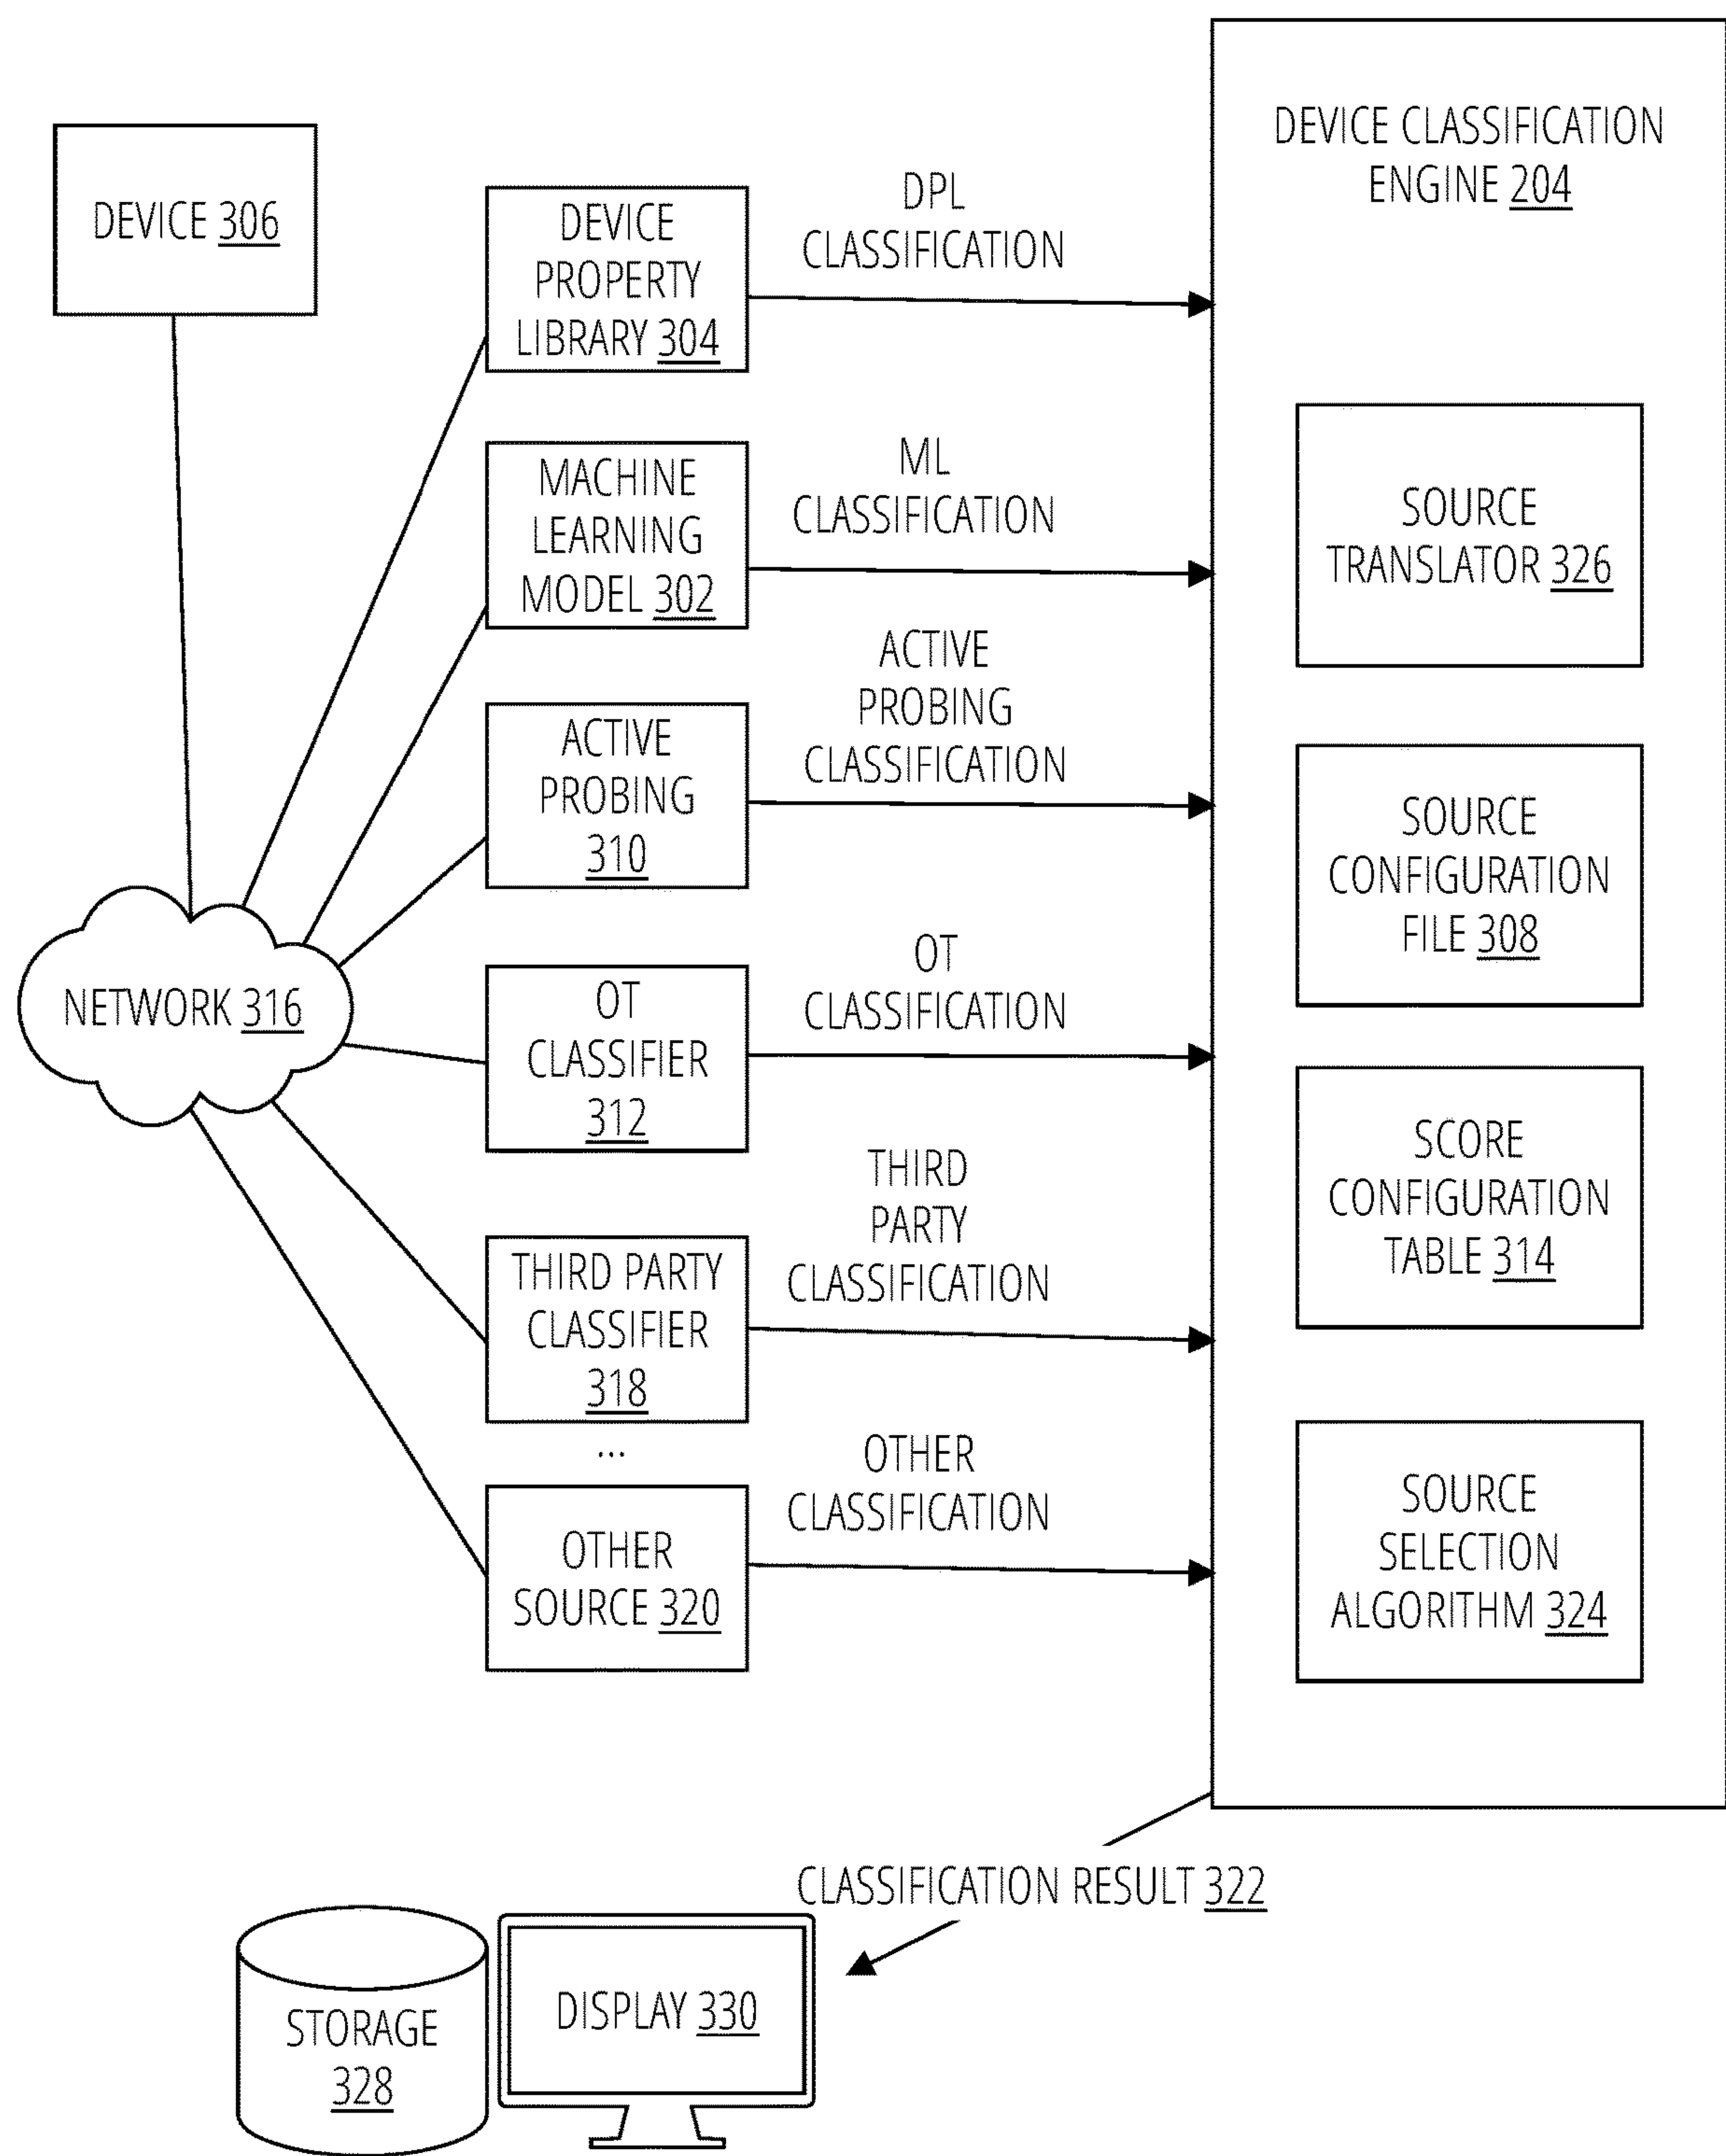 DEVICE 306
DEVICE
PROPERTY
LIBRARY 304
DPL
CLASSIFICATION
MACHINE
LEARNING
MODEL 302
ML
CLASSIFICATION
ACTIVE
PROBING
310
ACTIVE
PROBING
CLASSIFICATION
NETWORK 316
OT
CLASSIFIER
312
OT
CLASSIFICATION
THIRD PARTY
CLASSIFIER
318
THIRD
PARTY
CLASSIFICATION
...
OTHER
SOURCE 320
OTHER
CLASSIFICATION
DEVICE CLASSIFICATION
ENGINE 204
SOURCE
TRANSLATOR 326
SOURCE
CONFIGURATION
FILE 308
SCORE
CONFIGURATION
TABLE 314
SOURCE
SELECTION
ALGORITHM 324
CLASSIFICATION RESULT 322
STORAGE
328
DISPLAY 330